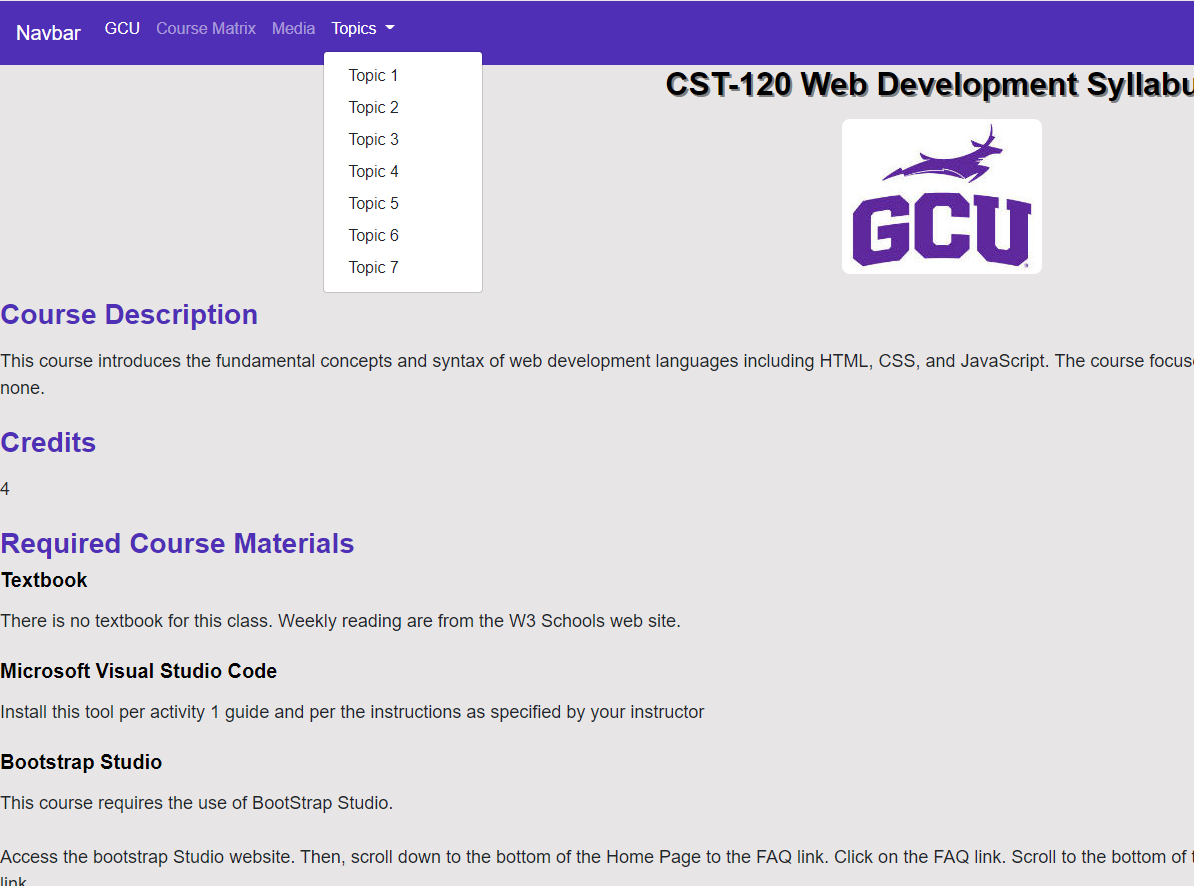 Navbar GCU Course Matrix Media Topics
Topic 1
Topic 2
Topic 3
Topic 4
Topic 5
Topic 6
Topic 7
CST-120 Web Development Syllabu
GCU
Course Description
This course introduces the fundamental concepts and syntax of web development languages including HTML, CSS, and JavaScript. The course focus
none.
Credits
4
Required Course Materials
Textbook
There is no textbook for this class. Weekly reading are from the W3 Schools web site.
Microsoft Visual Studio Code
Install this tool per activity 1 guide and per the instructions as specified by your instructor
Bootstrap Studio
This course requires the use of BootStrap Studio.
Access the bootstrap Studio website. Then, scroll down to the bottom of the Home Page to the FAQ link. Click on the FAQ link. Scroll to the bottom of
link